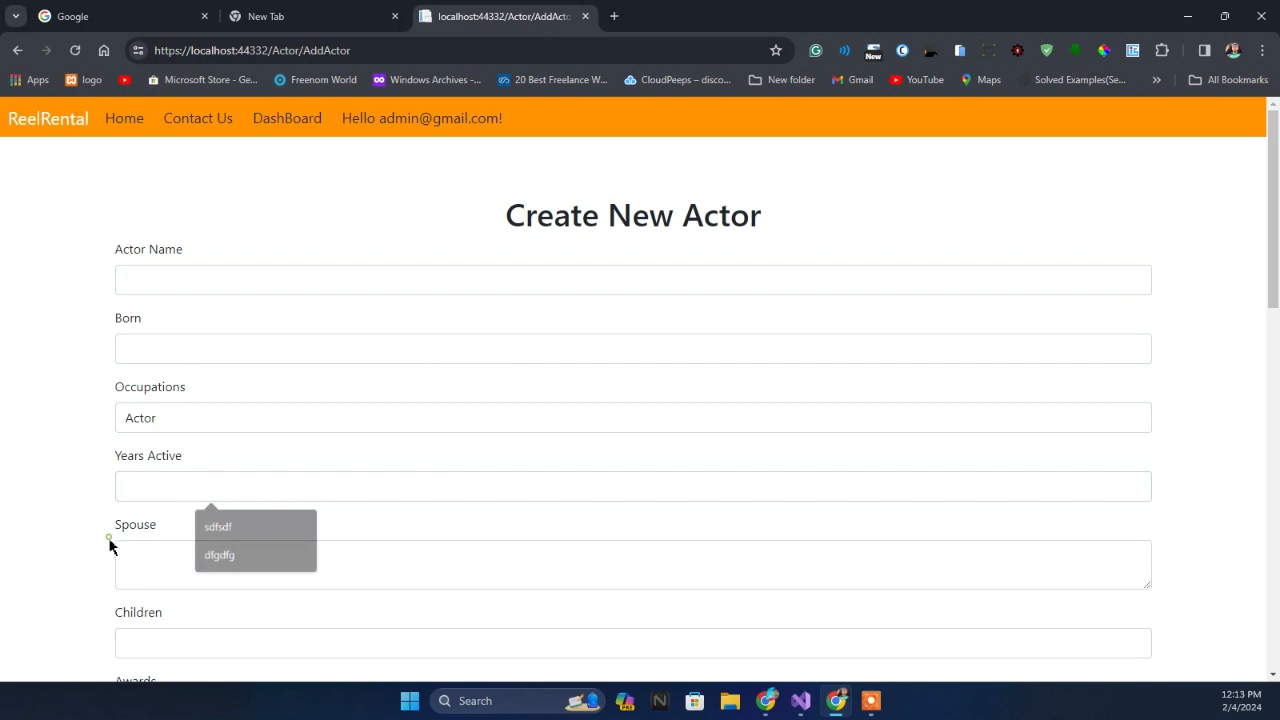 Google
New Tab
localhost:44332/Actor/AddActo
https://localhost:44332/Actor/AddActor
New
Apps
logo
Microsoft Store - Ge...
Freenom World
Windows Archives -...
20 Best Freelance W...
CloudPeeps – disco...
New folder
Gmail
YouTube
Maps
Solved Examples(Se...
All Bookmarks
ReelRental Home Contact Us DashBoard Hello admin@gmail.com!
Create New Actor
Actor Name
Born
Occupations
Actor
Years Active
Spouse
sdfsdf
dfgdfg
Children
Awards
Search
12:13 PM
2/4/2024